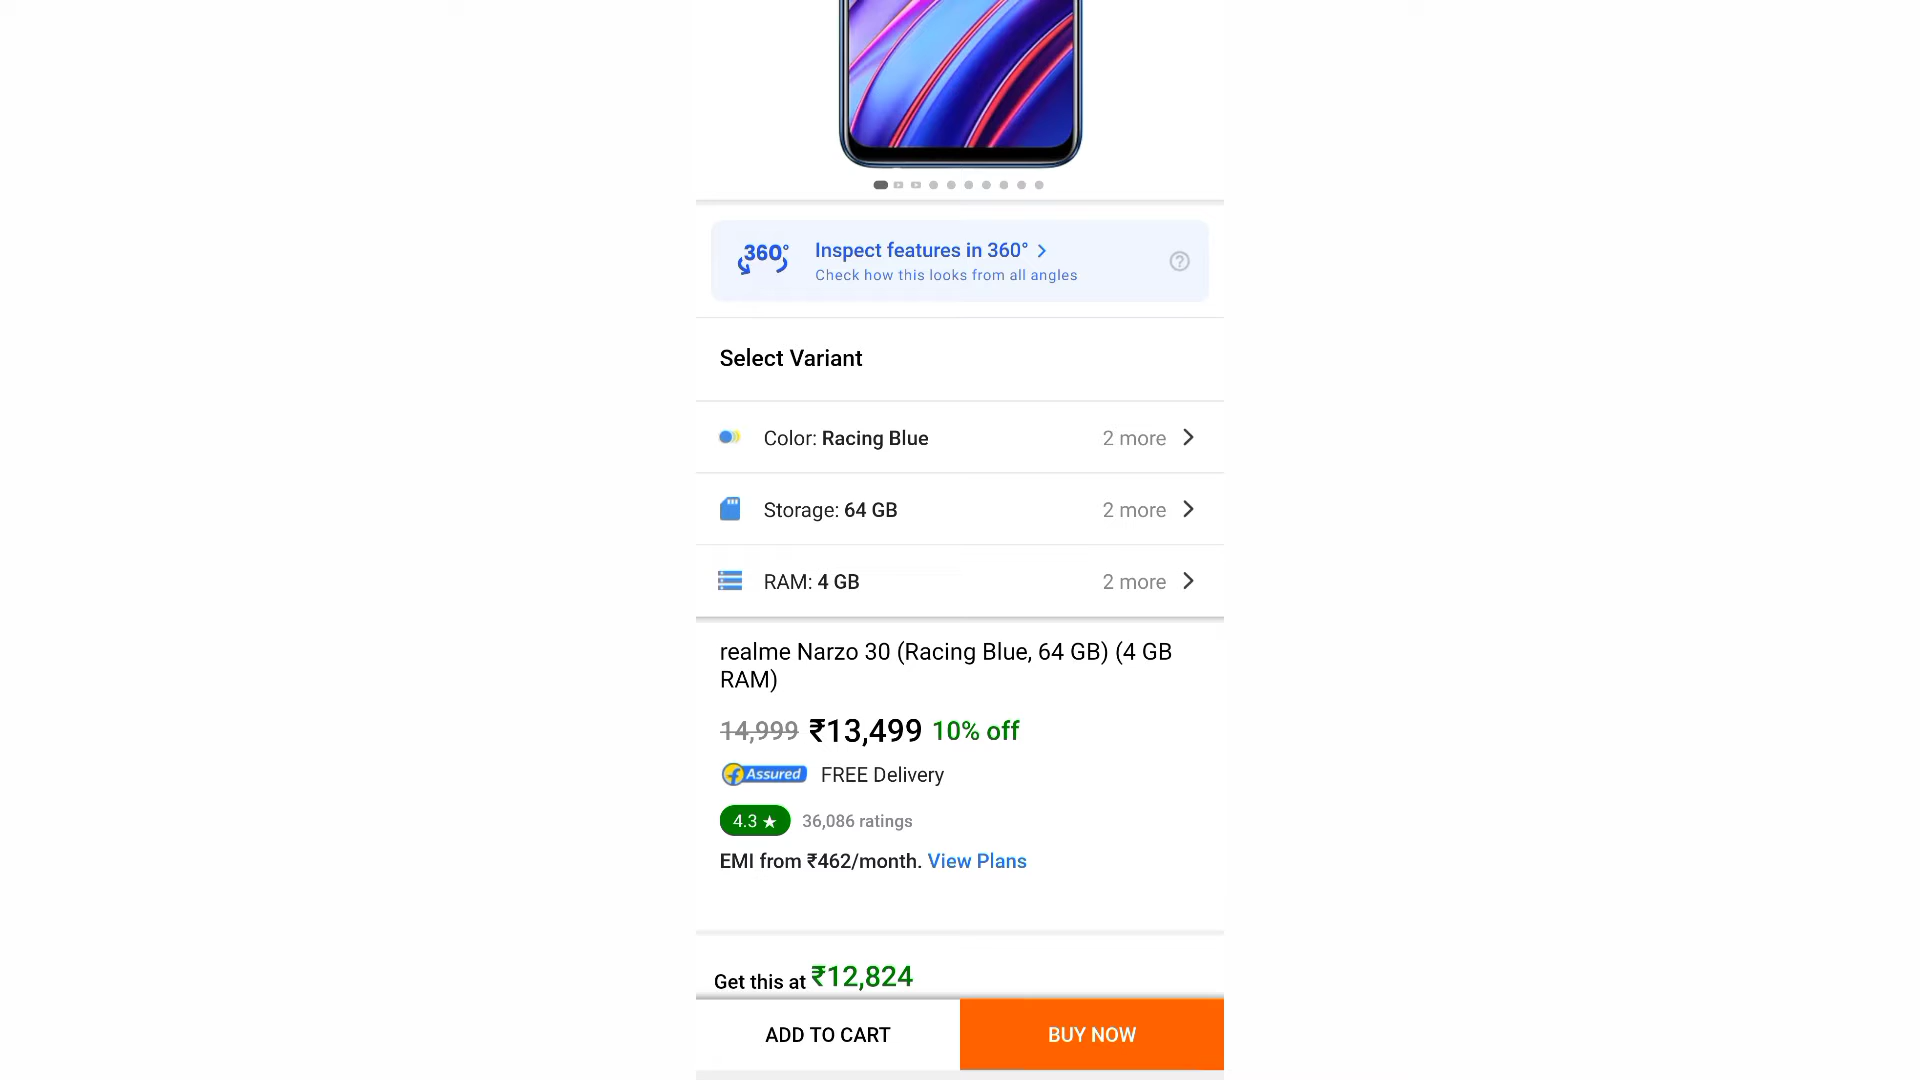 360°
Inspect features in 360°
Check how this looks from all angles
?
Select Variant
Color: Racing Blue 2 more
Storage: 64 GB 2 more
RAM: 4 GB 2 more
realme Narzo 30 (Racing Blue, 64 GB) (4 GB
RAM)
14,999 ₹13,499 10% off
f Assured FREE Delivery
4.3 ★ 36,086 ratings
EMI from ₹462/month. View Plans
Get this at ₹12,824
ADD TO CART BUY NOW